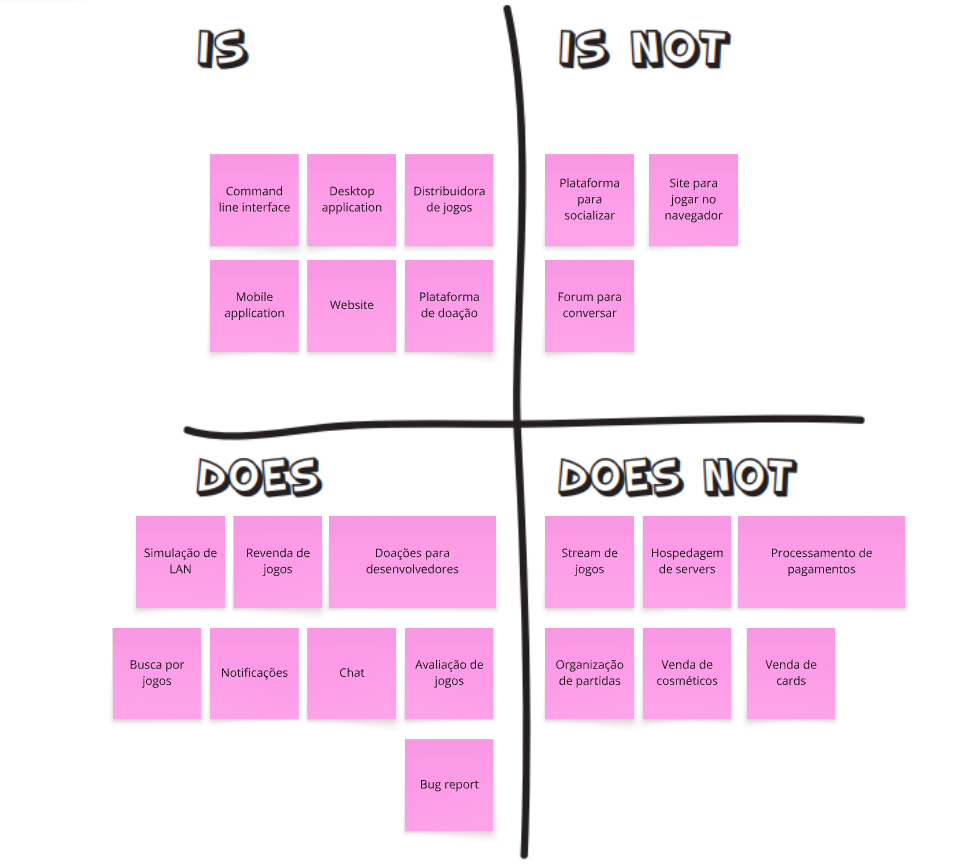 IS
Command
line interface
Desktop
application
Distribuidora
de jogos
Mobile
application
Website
Plataforma
de doação
IS NOT
Plataforma
para
socializar
Site para
jogar no
navegador
Forum para
conversar
DOES
Simulação de
LAN
Revenda de
jogos
Doações para
desenvolvedores
Busca por
jogos
Notificações
Chat
Avaliação de
jogos
Bug report
DOES NOT
Stream de
jogos
Hospedagem
de servers
Processamento de
pagamentos
Organização
de partidas
Venda de
cosméticos
Venda de
cards